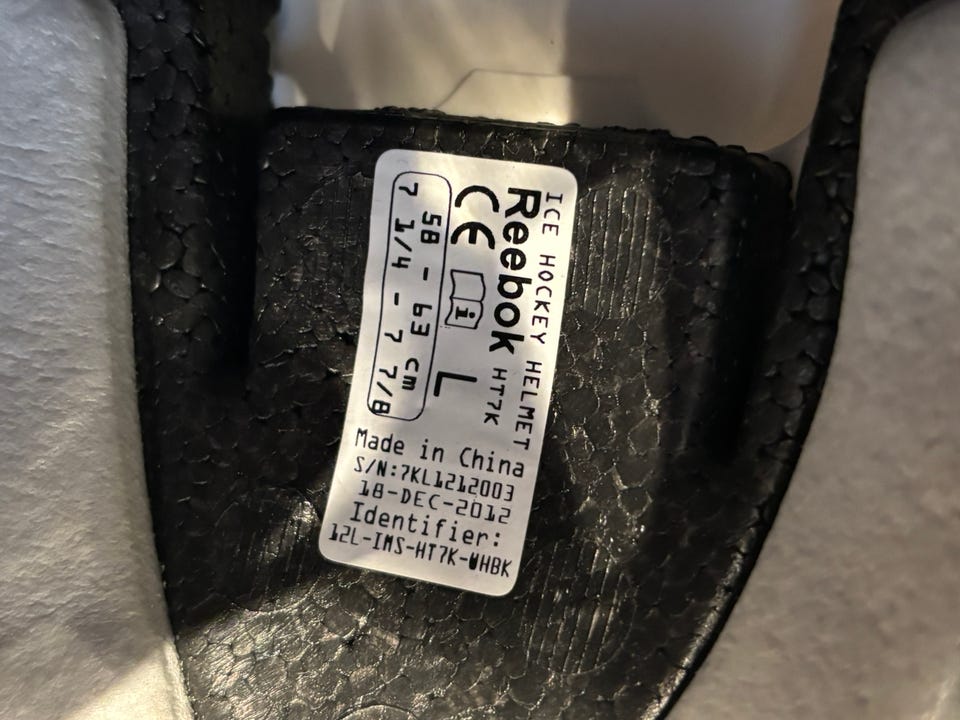 ICE HOCKEY HELMET
Reebok HT7K
CE i L
58 - 63 cm
7 1/4 - 7 7/8
Made in China
S/N:7KL1212003
18-DEC-2012
Identifier:
12L-IMS-HT7K-WHBK